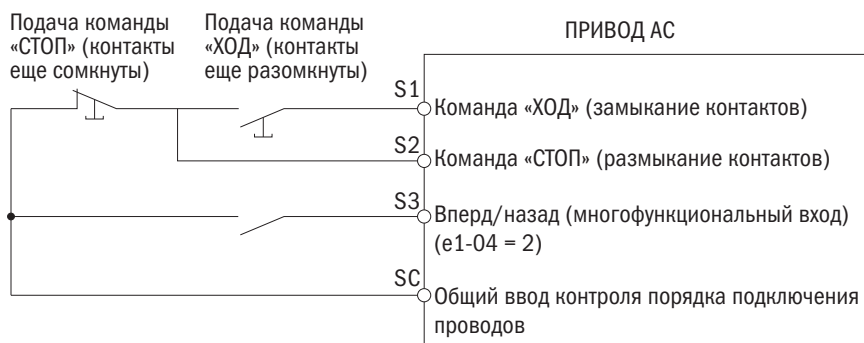 Подача команды
«СТОП» (контакты
еще сомкнуты)
Подача команды
«ХОД» (контакты
еще разомкнуты)
ПРИВОД АС
S1
Команда «ХОД» (замыкание контактов)
S2
Команда «СТОП» (размыкание контактов)
S3
Вперд/назад (многофункциональный вход)
(е1-04 = 2)
SC
Общий ввод контроля порядка подключения
проводов